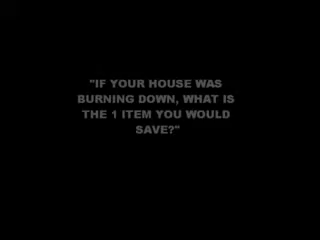 "IF YOUR HOUSE WAS
BURNING DOWN, WHAT IS
THE 1 ITEM YOU WOULD
SAVE?"